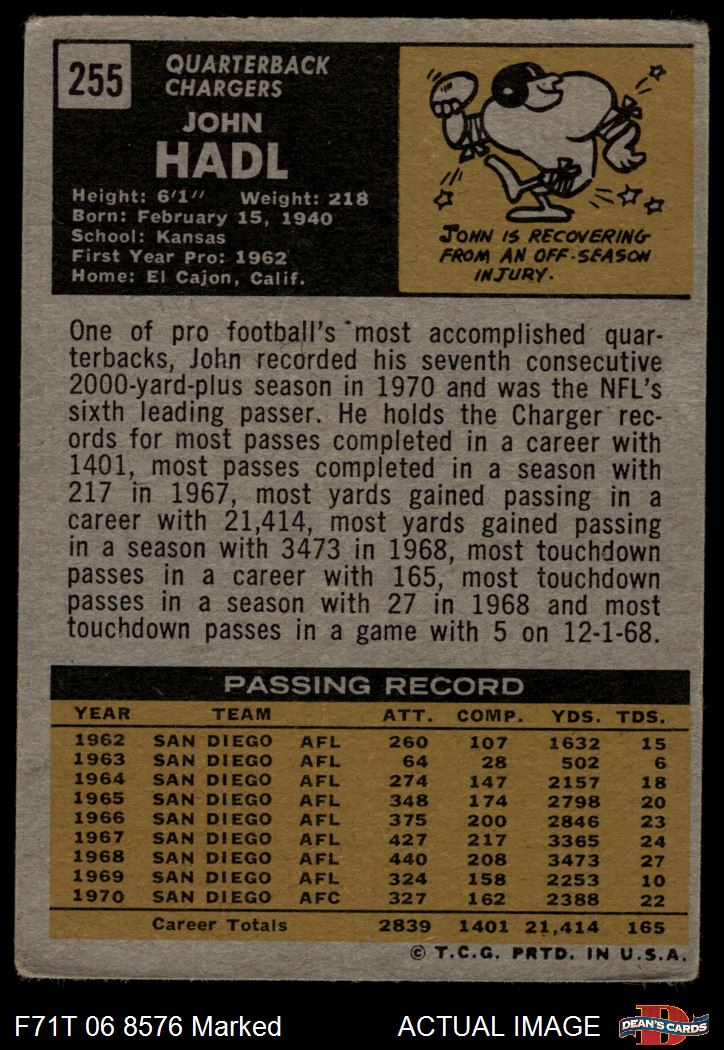 255
QUARTERBACK
CHARGERS
JOHN
HADL
Height: 6'1" Weight: 218
Born: February 15, 1940
School: Kansas
First Year Pro: 1962
Home: El Cajon, Calif.
JOHN IS RECOVERING
FROM AN OFF-SEASON
INJURY.
One of pro football's most accomplished quar-
terbacks, John recorded his seventh consecutive
2000-yard-plus season in 1970 and was the NFL's
sixth leading passer. He holds the Charger rec-
ords for most passes completed in a career with
1401, most passes completed in a season with
217 in 1967, most yards gained passing in a
career with 21,414, most yards gained passing
in a season with 3473 in 1968, most touchdown
passes in a career with 165, most touchdown
passes in a season with 27 in 1968 and most
touchdown passes in a game with 5 on 12-1-68.
PASSING RECORD
YEAR TEAM ATT. COMP. YDS. TDS.
1962 SAN DIEGO AFL 260 107 1632 15
1963 SAN DIEGO AFL 64 28 502 6
1964 SAN DIEGO AFL 274 147 2157 18
1965 SAN DIEGO AFL 348 174 2798 20
1966 SAN DIEGO AFL 375 200 2846 23
1967 SAN DIEGO AFL 427 217 3365 24
1968 SAN DIEGO AFL 440 208 3473 27
1969 SAN DIEGO AFL 324 158 2253 10
1970 SAN DIEGO AFC 327 162 2388 22
Career Totals 2839 1401 21,414 165
© T.C.G. PRTD. IN U.S.A.
F71T 06 8576 Marked ACTUAL IMAGE
DEAN'S CARDS